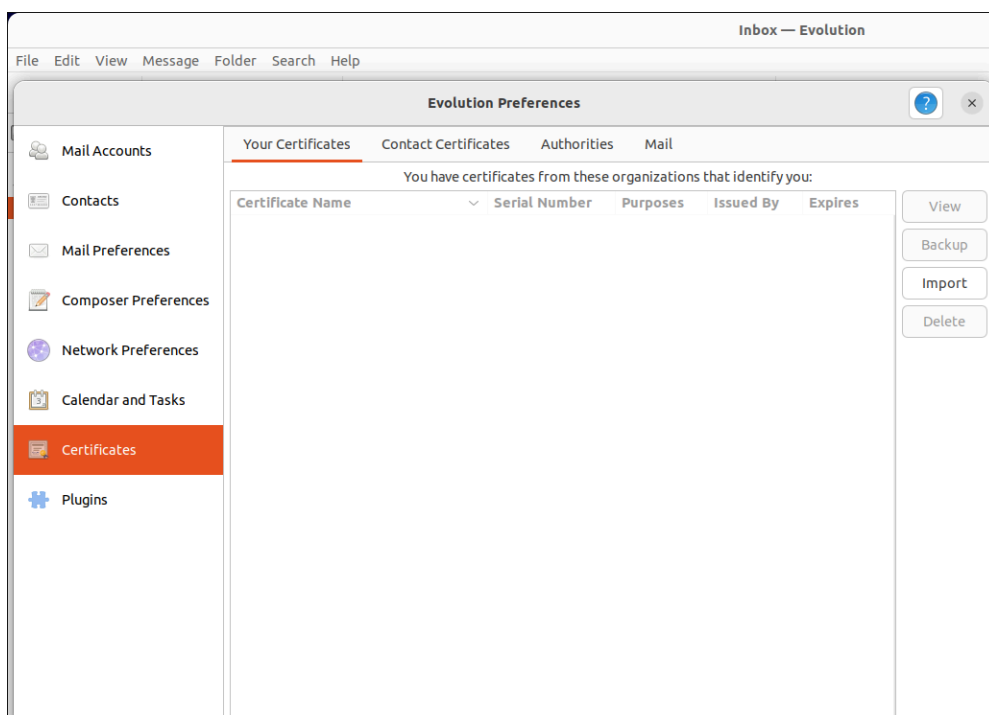 Inbox — Evolution
File Edit View Message Folder Search Help
Evolution Preferences
?
Mail Accounts
Contacts
Mail Preferences
Composer Preferences
Network Preferences
3
Calendar and Tasks
Certificates
Plugins
Your Certificates Contact Certificates Authorities Mail
You have certificates from these organizations that identify you:
Certificate Name Serial Number Purposes Issued By Expires
View
Backup
Import
Delete